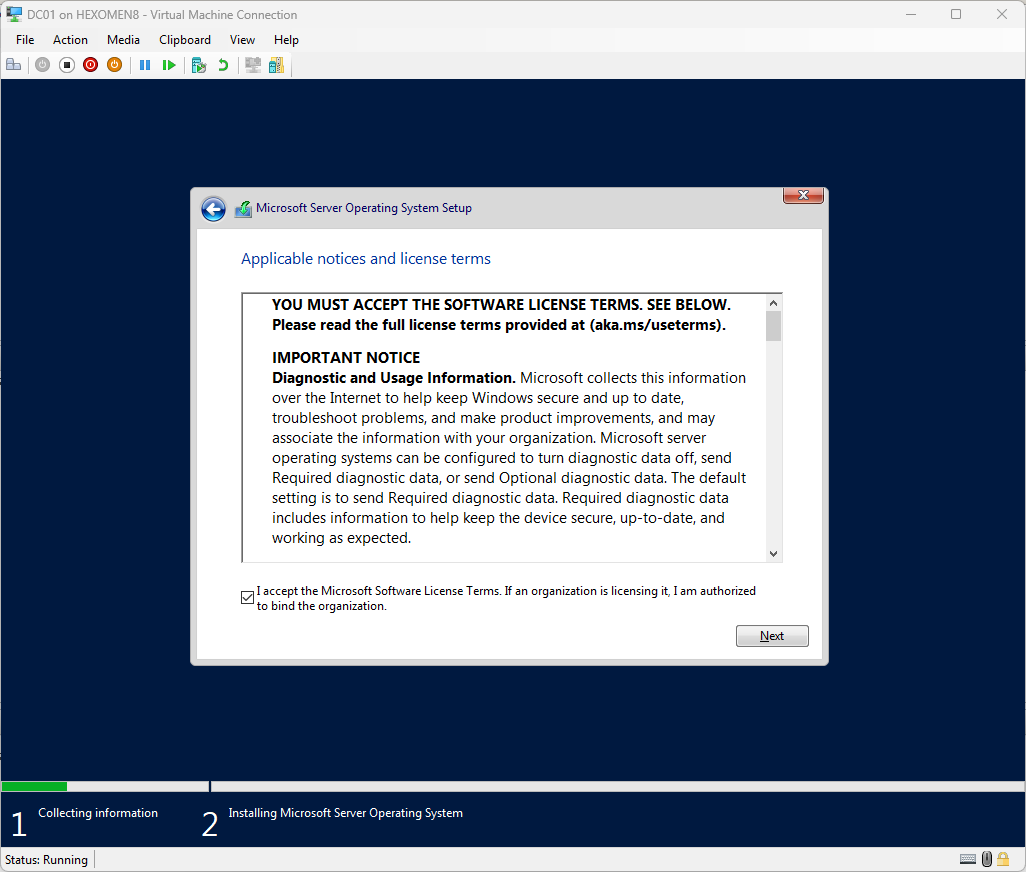 DC01 on HEXOMEN8 - Virtual Machine Connection
File Action Media Clipboard View Help
Microsoft Server Operating System Setup
Applicable notices and license terms
YOU MUST ACCEPT THE SOFTWARE LICENSE TERMS. SEE BELOW.
Please read the full license terms provided at (aka.ms/useterms).
IMPORTANT NOTICE
Diagnostic and Usage Information. Microsoft collects this information
over the Internet to help keep Windows secure and up to date,
troubleshoot problems, and make product improvements, and may
associate the information with your organization. Microsoft server
operating systems can be configured to turn diagnostic data off, send
Required diagnostic data, or send Optional diagnostic data. The default
setting is to send Required diagnostic data. Required diagnostic data
includes information to help keep the device secure, up-to-date, and
working as expected.
I accept the Microsoft Software License Terms. If an organization is licensing it, I am authorized
to bind the organization.
Next
1 Collecting information
2 Installing Microsoft Server Operating System
Status: Running